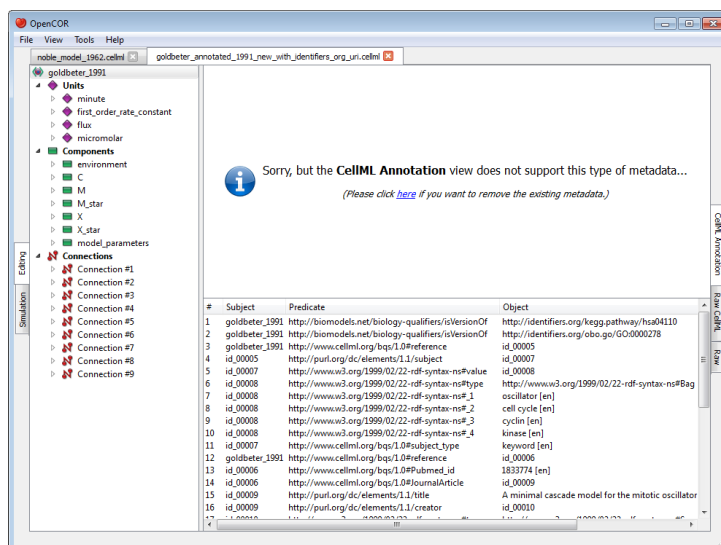 OpenCOR
File View Tools Help
noble_model_1962.cellml goldbeter_annotated_1991_new_with_identifiers_org_uri.cellml
goldbeter_1991
Units
minute
first_order_rate_constant
flux
micromolar
Components
environment
C
M
M_star
X
X_star
model_parameters
Connections
Connection #1
Connection #2
Connection #3
Connection #4
Connection #5
Connection #6
Connection #7
Connection #8
Connection #9
Editing
Simulation
Sorry, but the CellML Annotation view does not support this type of metadata...
(Please click here if you want to remove the existing metadata.)
# Subject Predicate Object
1 goldbeter_1991 http://biomodels.net/biology-qualifiers/isVersionOf http://identifiers.org/kegg.pathway/hsa04110
2 goldbeter_1991 http://biomodels.net/biology-qualifiers/isVersionOf http://identifiers.org/obo.go/GO:0000278
3 goldbeter_1991 http://www.cellml.org/bqs/1.0#reference id_00005
4 id_00005 http://purl.org/dc/elements/1.1/subject id_00007
5 id_00007 http://www.w3.org/1999/02/22-rdf-syntax-ns#value id_00008
6 id_00008 http://www.w3.org/1999/02/22-rdf-syntax-ns#type http://www.w3.org/1999/02/22-rdf-syntax-ns#Bag
7 id_00008 http://www.w3.org/1999/02/22-rdf-syntax-ns#_1 oscillator [en]
8 id_00008 http://www.w3.org/1999/02/22-rdf-syntax-ns#_2 cell cycle [en]
9 id_00008 http://www.w3.org/1999/02/22-rdf-syntax-ns#_3 cyclin [en]
10 id_00008 http://www.w3.org/1999/02/22-rdf-syntax-ns#_4 kinase [en]
11 id_00007 http://www.cellml.org/bqs/1.0#subject_type keyword [en]
12 goldbeter_1991 http://www.cellml.org/bqs/1.0#reference id_00006
13 id_00006 http://www.cellml.org/bqs/1.0#Pubmed_id 1833774 [en]
14 id_00006 http://www.cellml.org/bqs/1.0#JournalArticle id_00009
15 id_00009 http://purl.org/dc/elements/1.1/title A minimal cascade model for the mitotic oscillator
16 id_00009 http://purl.org/dc/elements/1.1/creator id_00010
CellML Annotation
Raw CellML
Raw